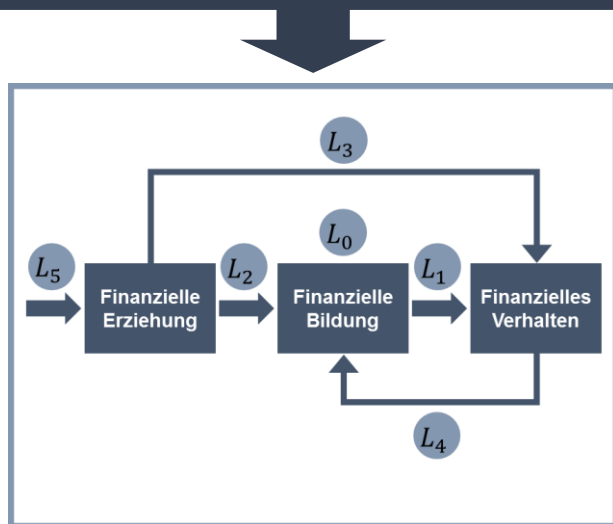 L₃
L₀
L₅
L₂
L₁
Finanzielle
Erziehung
Finanzielle
Bildung
Finanzielles
Verhalten
L₄